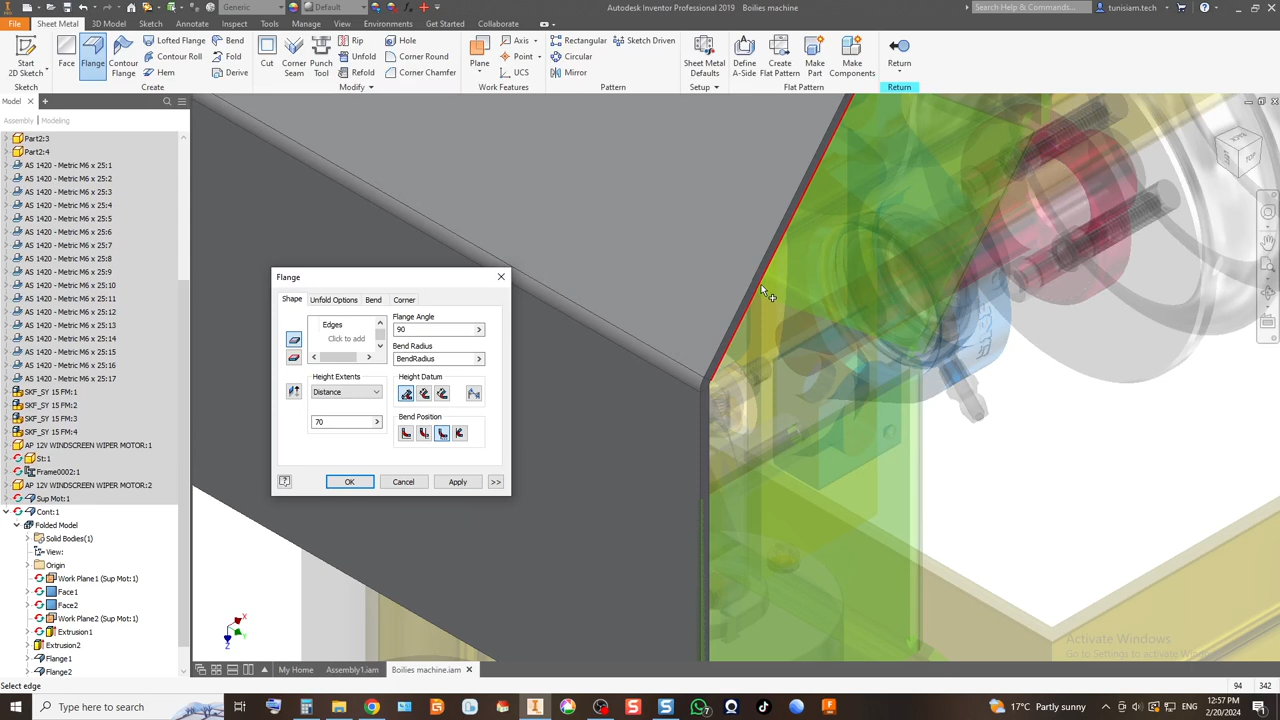 Generic
Default
Autodesk Inventor Professional 2019  Boilies machine
Search Help & Commands...
tunisiam.tech
File
Sheet Metal
3D Model
Sketch
Annotate
Inspect
Tools
Manage
View
Environments
Get Started
Collaborate
Start
2D Sketch
Face
Flange
Contour
Flange
Lofted Flange
Contour Roll
Hem
Bend
Fold
Derive
Cut
Corner
Seam
Punch
Tool
Rip
Unfold
Refold
Hole
Corner Round
Corner Chamfer
Plane
Axis
Point
UCS
Rectangular
Circular
Mirror
Sketch Driven
Sheet Metal
Defaults
Define
A-Side
Create
Flat Pattern
Make
Part
Make
Components
Return
Sketch
Create
Modify
Work Features
Pattern
Setup
Flat Pattern
Return
Model
Assembly
Modeling
Part2:3
Part2:4
AS 1420 - Metric M6 x 25:1
AS 1420 - Metric M6 x 25:2
AS 1420 - Metric M6 x 25:3
AS 1420 - Metric M6 x 25:4
AS 1420 - Metric M6 x 25:5
AS 1420 - Metric M6 x 25:6
AS 1420 - Metric M6 x 25:7
AS 1420 - Metric M6 x 25:8
AS 1420 - Metric M6 x 25:9
AS 1420 - Metric M6 x 25:10
AS 1420 - Metric M6 x 25:11
AS 1420 - Metric M6 x 25:12
AS 1420 - Metric M6 x 25:13
AS 1420 - Metric M6 x 25:14
AS 1420 - Metric M6 x 25:15
AS 1420 - Metric M6 x 25:16
AS 1420 - Metric M6 x 25:17
SKF_SY 15 FM:1
SKF_SY 15 FM:2
SKF_SY 15 FM:3
SKF_SY 15 FM:4
AP 12V WINDSCREEN WIPER MOTOR:1
St:1
Frame0002:1
AP 12V WINDSCREEN WIPER MOTOR:2
Sup Mot:1
Cont:1
Folded Model
Solid Bodies(1)
View:
Origin
Work Plane1 (Sup Mot:1)
Face1
Face2
Work Plane2 (Sup Mot:1)
Extrusion1
Extrusion2
Flange1
Flange2
Flange
Shape
Unfold Options
Bend
Corner
Edges
Click to add
Flange Angle
90
Bend Radius
BendRadius
Height Extents
Distance
70
Height Datum
Bend Position
OK
Cancel
Apply
>>
TOP
X
Y
Z
Activate Windows
Go to Settings to activate Windows.
My Home
Assembly1.iam
Boilies machine.iam
Select edge
94
342
Type here to search
17°C Partly sunny
12:57 PM
2/20/2024